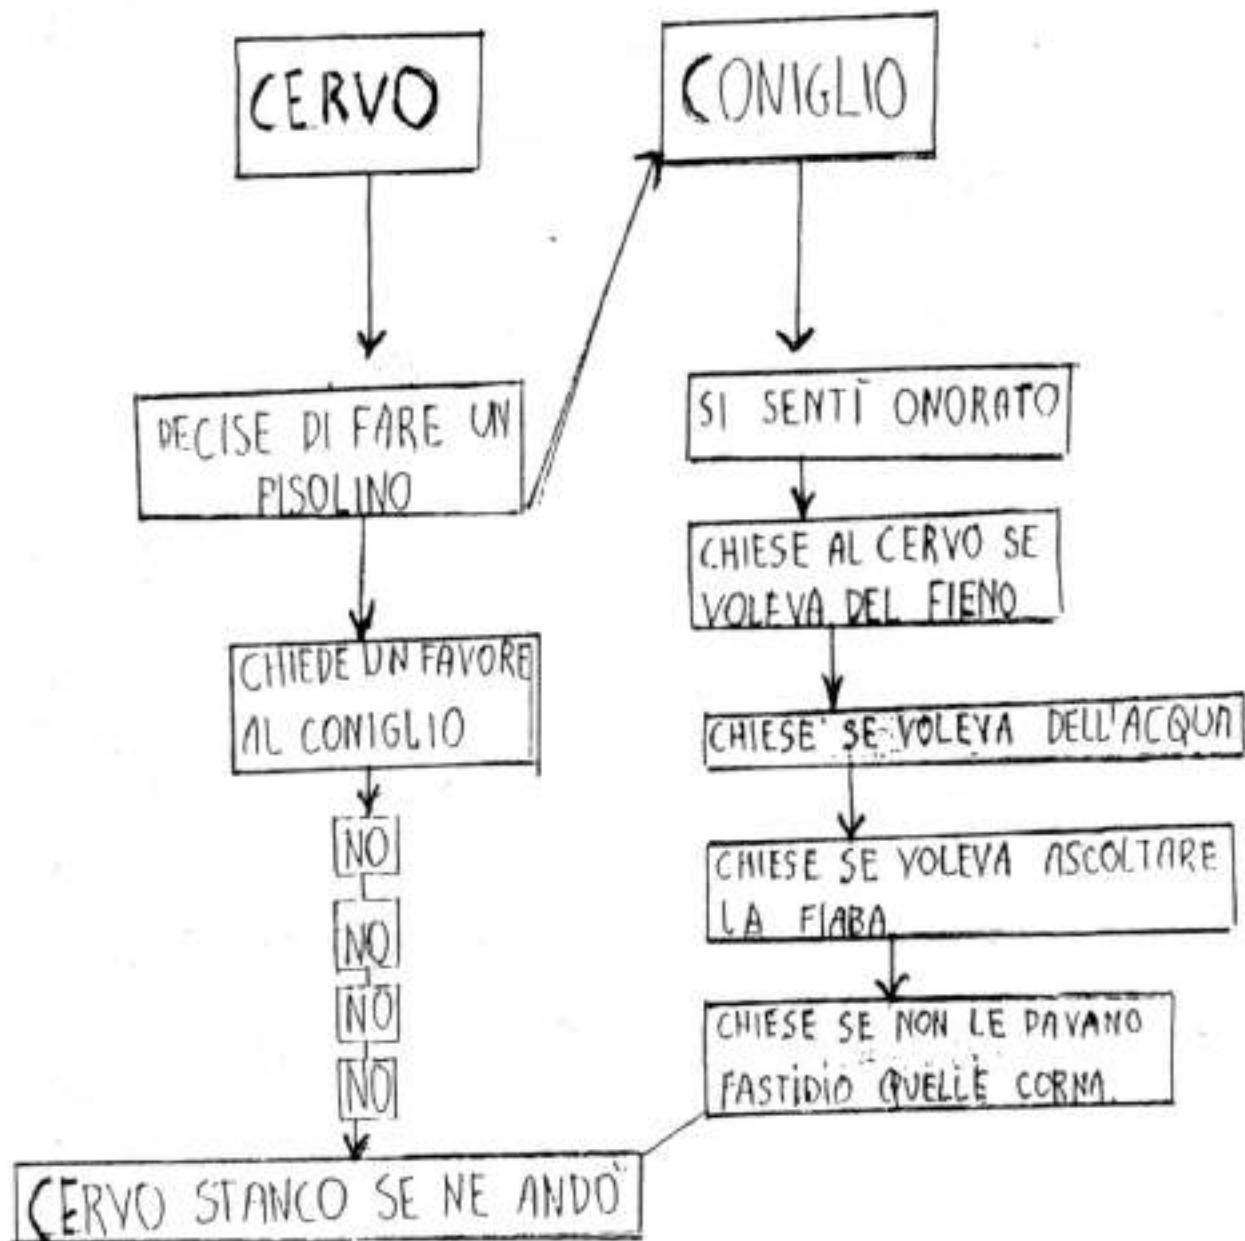 CERVO
DECISE DI FARE UN
PISOLINO
CHIEDE UN FAVORE
AL CONIGLIO
NO
NO
NO
NO
CONIGLIO
SI SENTÌ ONORATO
CHIESE AL CERVO SE
VOLEVA DEL FIENO
CHIESE SE VOLEVA DELL'ACQUA
CHIESE SE VOLEVA ASCOLTARE
LA FIABA
CHIESE SE NON LE DAVANO
FASTIDIO QUELLE CORNA.
CERVO STANCO SE NE ANDÒ